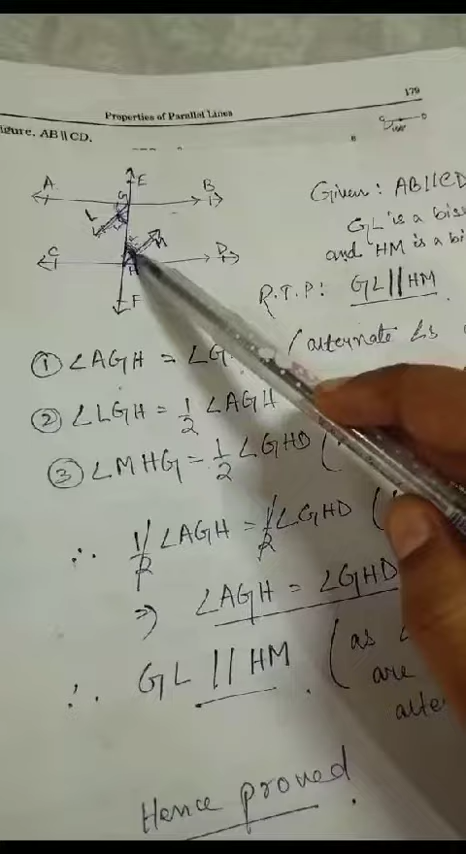 179
Properties of Parallel Lines
figure, AB || CD.
A E B
G
L
M
C H D
F
Given: AB||CD
GL is a
and HM is a
R.T.P: GL||HM
① ∠AGH = ∠G (alternate ∠s
② ∠LGH = 1/2 ∠AGH
③ ∠MHG = 1/2 ∠GHD (
∴ 1/2 ∠AGH = 1/2 ∠GHD (
⇒ ∠AGH = ∠GHD
∴ GL || HM. (as
are
Hence proved.